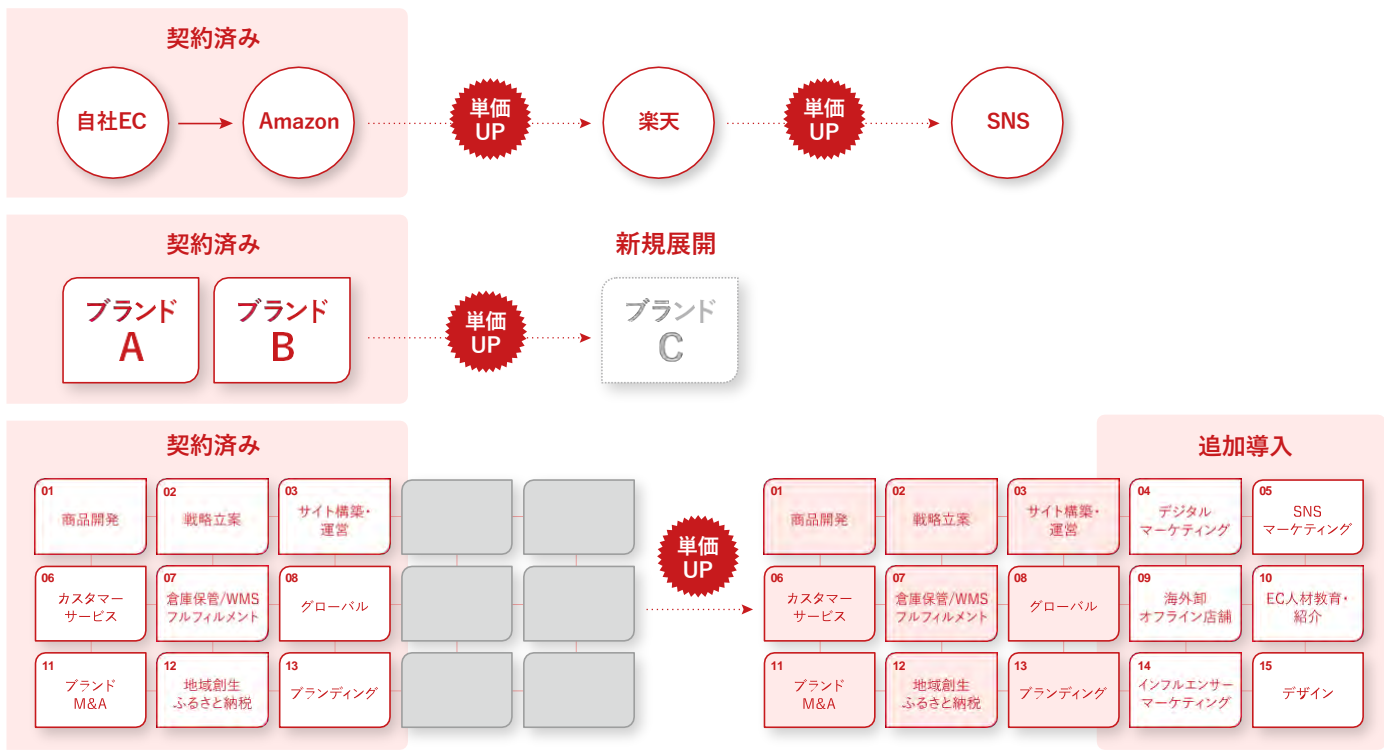 契約済み
自社EC
Amazon
単価
UP
楽天
単価
UP
SNS
契約済み
ブランド
A
ブランド
B
単価
UP
新規展開
ブランド
C
契約済み
01
商品開発
02
戦略立案
03
サイト構築・
運営
06
カスタマー
サービス
07
倉庫保管/WMS
フルフィルメント
08
グローバル
11
ブランド
M&A
12
地域創生
ふるさと納税
13
ブランディング
単価
UP
追加導入
01
商品開発
02
戦略立案
03
サイト構築・
運営
04
デジタル
マーケティング
05
SNS
マーケティング
06
カスタマー
サービス
07
倉庫保管/WMS
フルフィルメント
08
グローバル
09
海外卸
オフライン店舗
10
EC人材教育・
紹介
11
ブランド
M&A
12
地域創生
ふるさと納税
13
ブランディング
14
インフルエンサー
マーケティング
15
デザイン